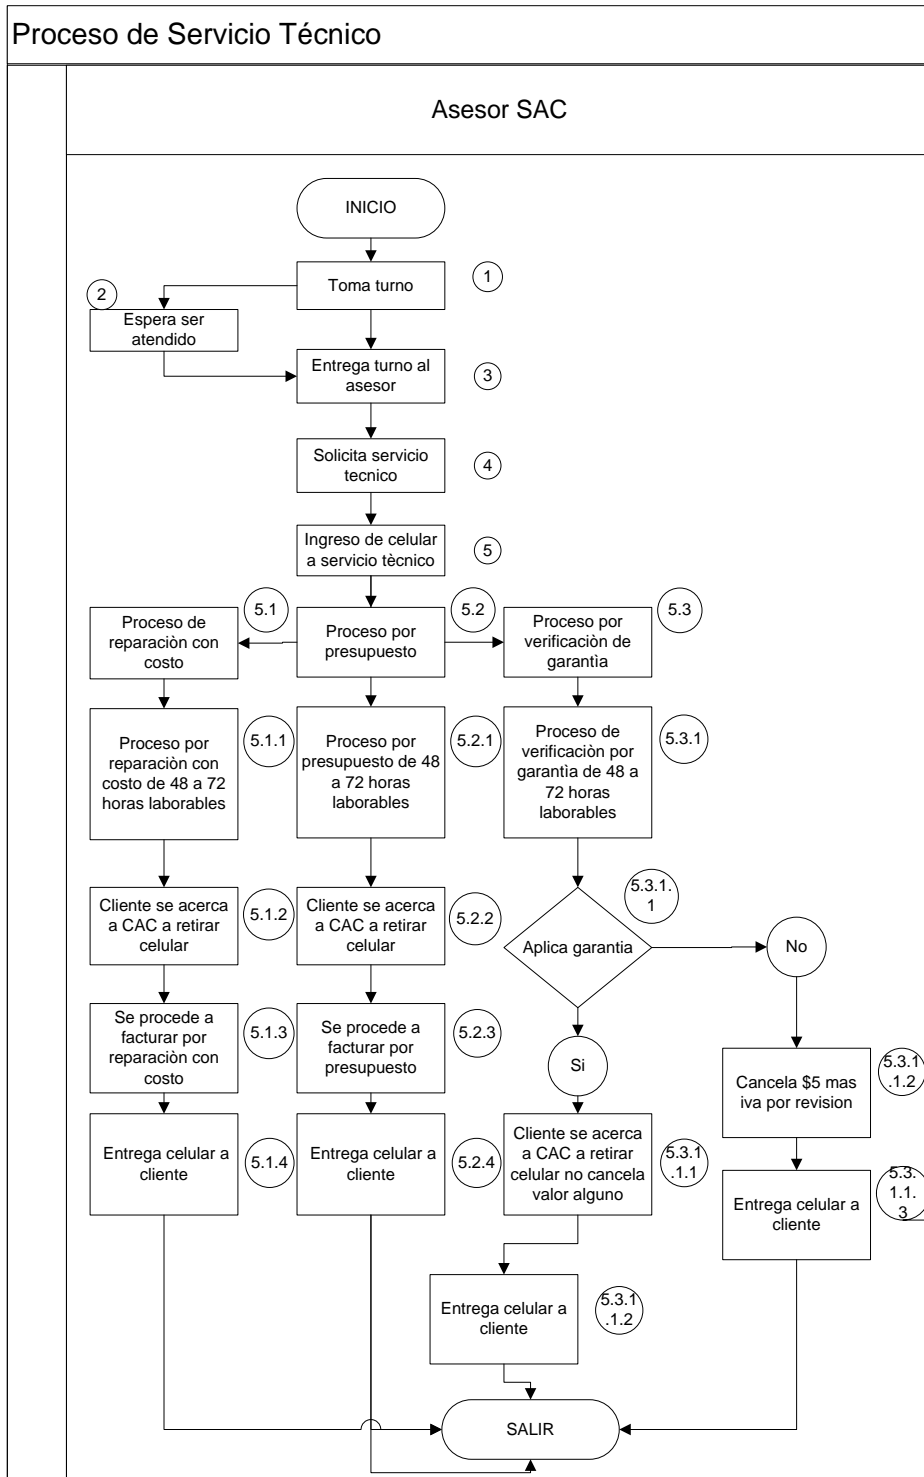 Proceso de Servicio Técnico
Asesor SAC
INICIO
Toma turno
1
2
Espera ser
atendido
Entrega turno al
asesor
3
Solicita servicio
tecnico
4
Ingreso de celular
a servicio tècnico
5
Proceso de
reparaciòn con
costo
5.1
Proceso por
presupuesto
5.2
Proceso por
verificaciòn de
garantìa
5.3
Proceso por
reparaciòn con
costo de 48 a 72
horas laborables
5.1.1
Proceso por
presupuesto de 48
a 72 horas
laborables
5.2.1
Proceso de
verificaciòn por
garantìa de 48 a
72 horas
laborables
5.3.1
Cliente se acerca
a CAC a retirar
celular
5.1.2
Cliente se acerca
a CAC a retirar
celular
5.2.2
Aplica garantia
5.3.1.
1
No
Se procede a
facturar por
reparaciòn con
costo
5.1.3
Se procede a
facturar por
presupuesto
5.2.3
Si
Cancela $5 mas
iva por revision
5.3.1
.1.2
Entrega celular a
cliente
5.1.4
Entrega celular a
cliente
5.2.4
Cliente se acerca
a CAC a retirar
celular no cancela
valor alguno
5.3.1
.1.1
Entrega celular a
cliente
5.3.
1.1.
3
Entrega celular a
cliente
5.3.1
.1.2
SALIR